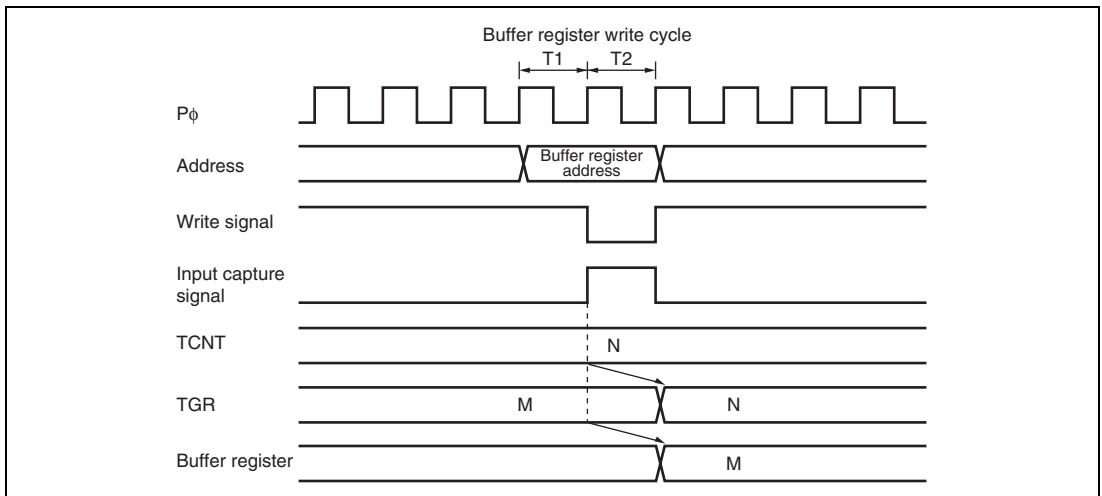 Buffer register write cycle
T1 T2
Pϕ
Address
Buffer register
address
Write signal
Input capture
signal
TCNT
N
TGR
M N
Buffer register
M